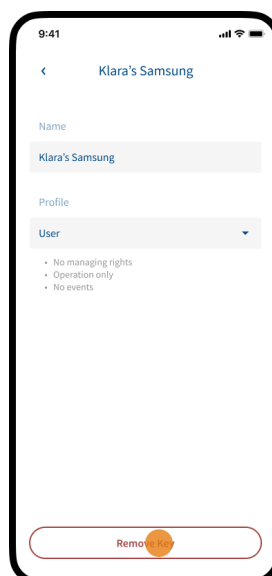 9:41
Klara’s Samsung
Name
Klara’s Samsung
Profile
User
• No managing rights
• Operation only
• No events
Remove Key